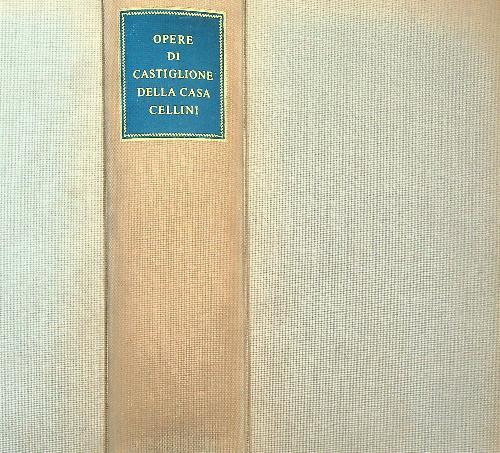 OPERE
DI
CASTIGLIONE
DELLA CASA
CELLINI